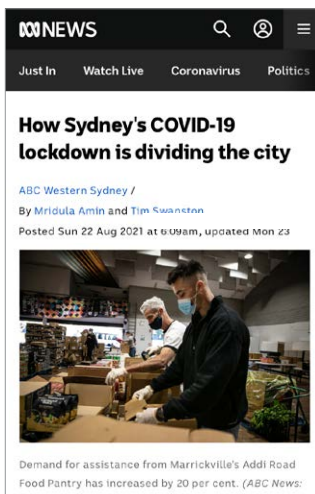 NEWS
Just In Watch Live Coronavirus Politics
How Sydney's COVID-19
lockdown is dividing the city
ABC Western Sydney /
By Mridula Amin and Tim Swanston
Posted Sun 22 Aug 2021 at 6:09am, updated Mon 23
Demand for assistance from Marrickville's Addi Road
Food Pantry has increased by 20 per cent. (ABC News: